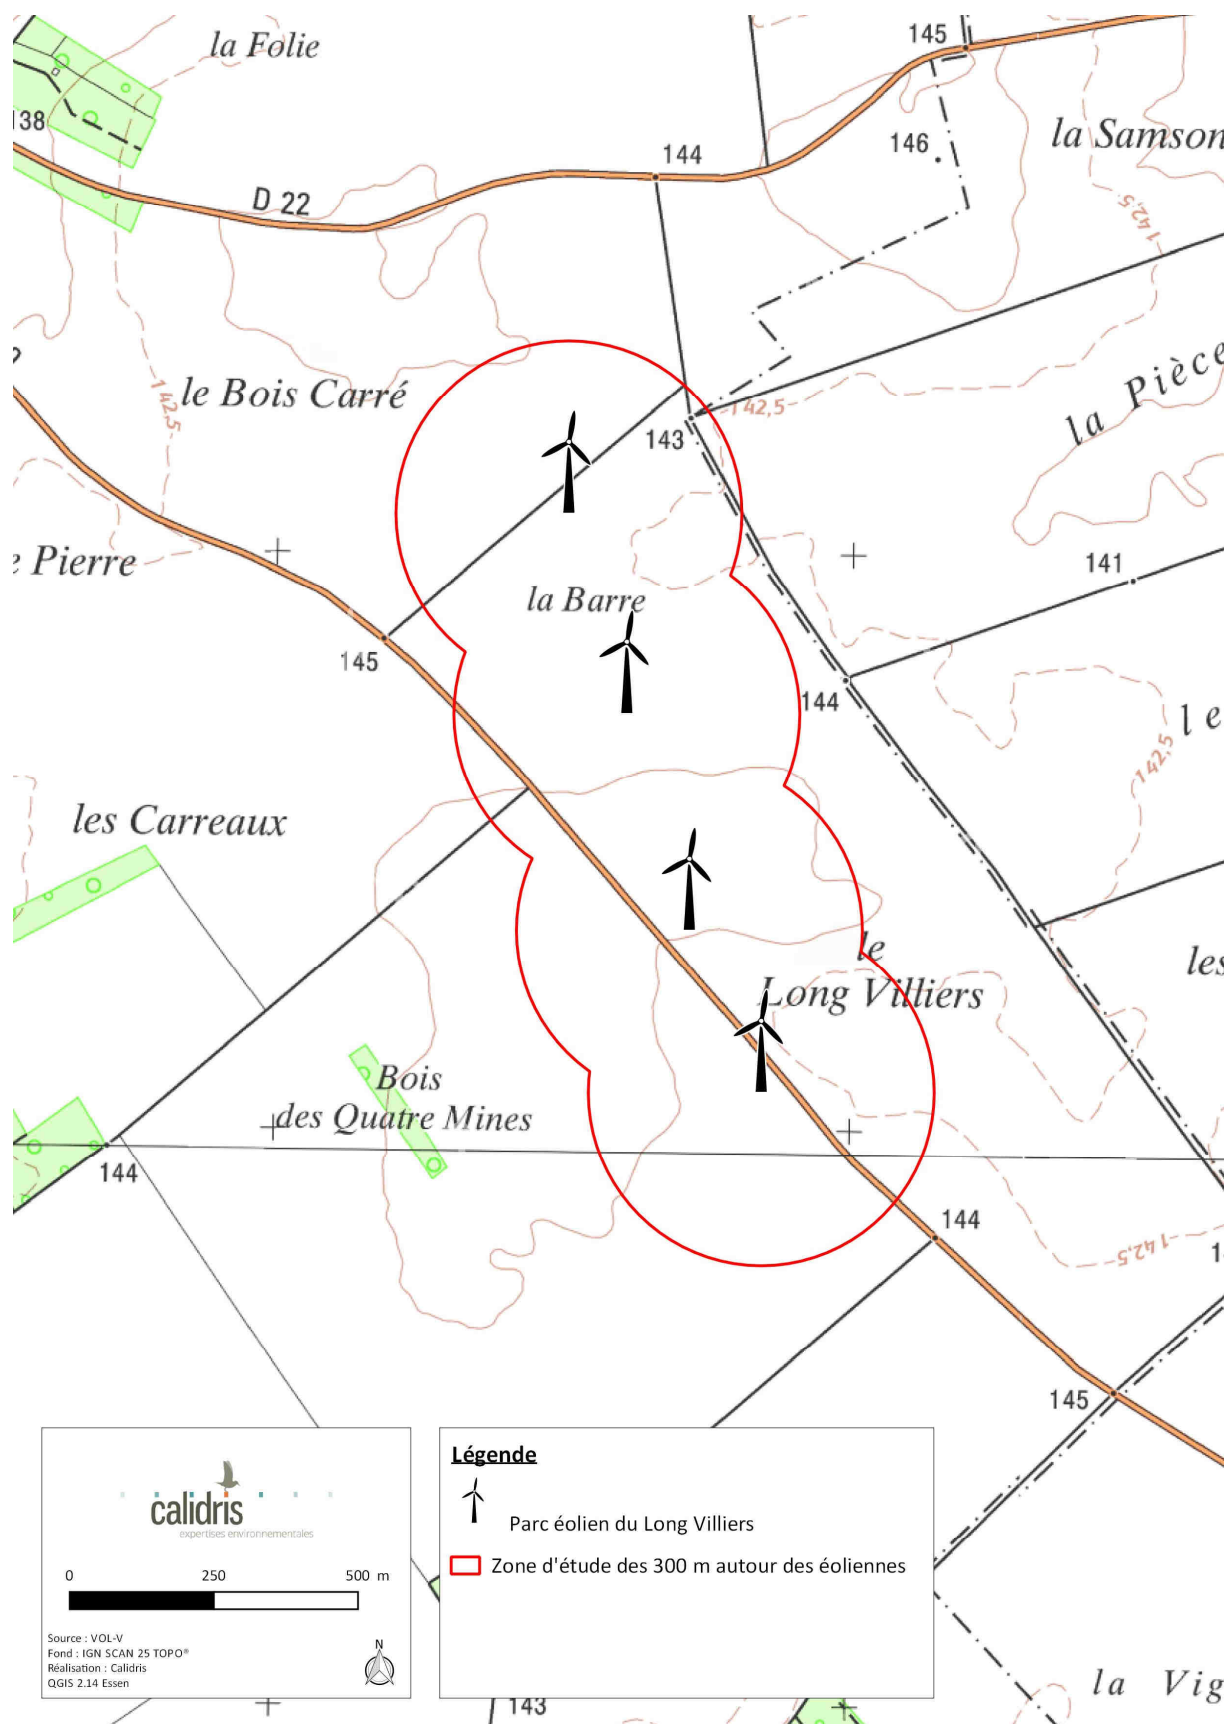 la Folie
145
138
la Samson
144
146
D 22
142,5
la Pièce
le Bois Carré
142,5
142,5
143
Pierre
141
la Barre
145
144
le
142,5
les Carreaux
le
les
Long Villiers
Bois
des Quatre Mines
144
144
142,5
145
Légende
calidris
expertises environnementales
Parc éolien du Long Villiers
Zone d'étude des 300 m autour des éoliennes
0 250 500 m
Source : VOL-V
Fond : IGN SCAN 25 TOPO®
Réalisation : Calidris
QGIS 2.14 Essen
N
la Vig
143